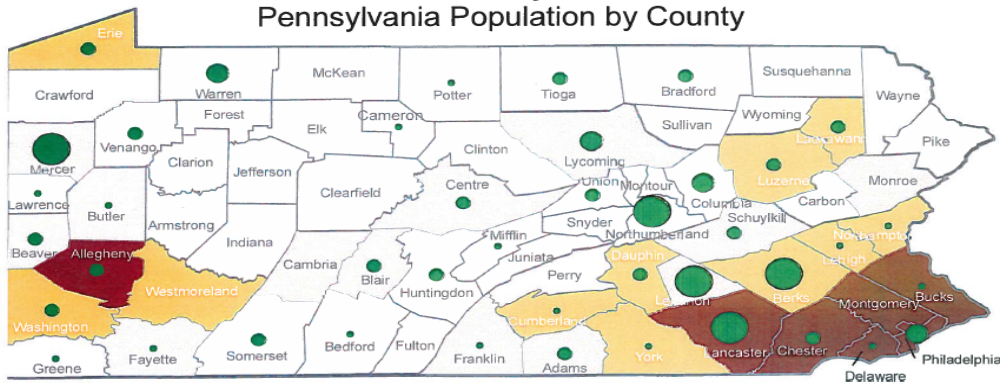 Pennsylvania Population by County
Erie
Crawford
Warren
McKean
Potter
Tioga
Bradford
Susquehanna
Wayne
Forest
Cameron
Elk
Venango
Mercer
Clarion
Jefferson
Clearfield
Clinton
Lycoming
Sullivan
Wyoming
Lackawanna
Pike
Luzerne
Monroe
Lawrence
Butler
Armstrong
Indiana
Centre
Union
Montour
Columbia
Carbon
Snyder
Northumberland
Schuylkill
Northampton
Lehigh
Beaver
Allegheny
Westmoreland
Cambria
Blair
Huntingdon
Mifflin
Juniata
Perry
Dauphin
Lebanon
Berks
Montgomery
Bucks
Washington
Cumberland
Greene
Fayette
Somerset
Bedford
Fulton
Franklin
Adams
York
Lancaster
Chester
Philadelphia
Delaware